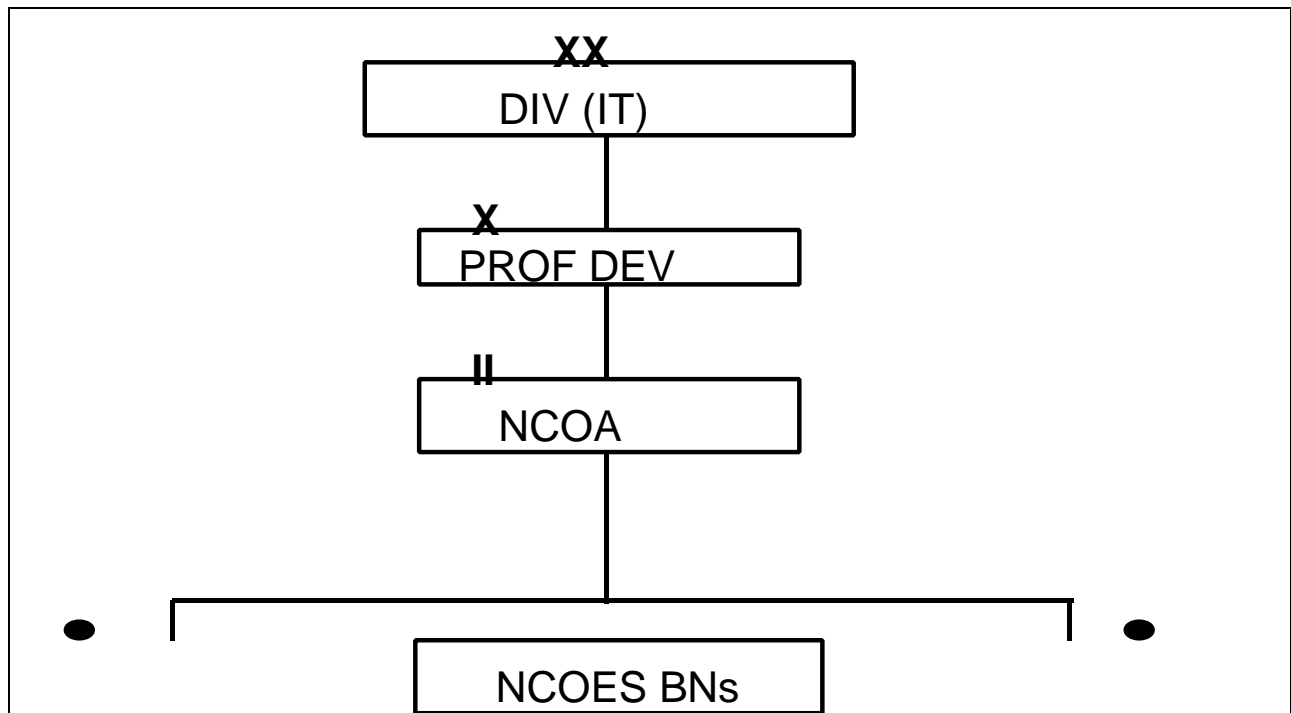 XX
DIV (IT)
X
PROF DEV
II
NCOA
NCOES BNs